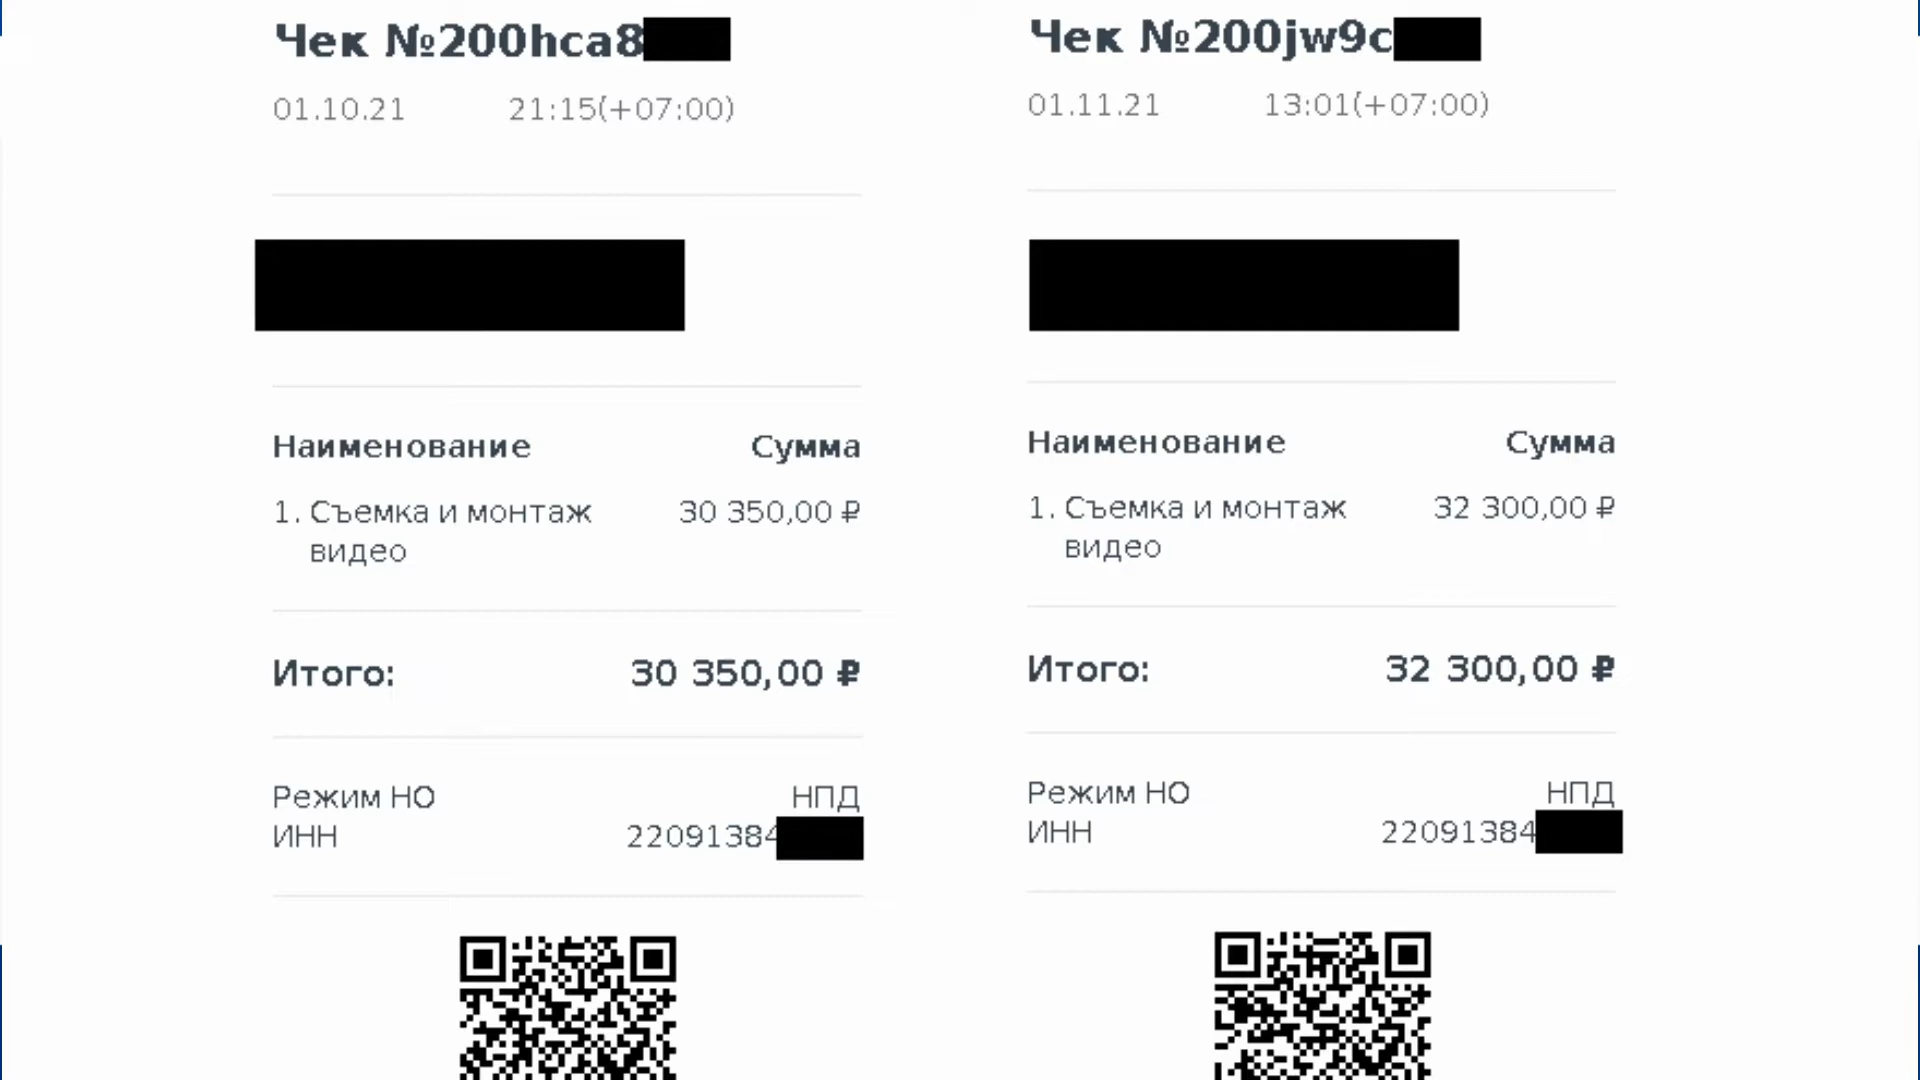 Чек №200hca8
01.10.21 21:15(+07:00)
Наименование Сумма
1. Съемка и монтаж 30 350,00 ₽
видео
Итого: 30 350,00 ₽
Режим НО НПД
ИНН 22091384
Чек №200jw9c
01.11.21 13:01(+07:00)
Наименование Сумма
1. Съемка и монтаж 32 300,00 ₽
видео
Итого: 32 300,00 ₽
Режим НО НПД
ИНН 22091384